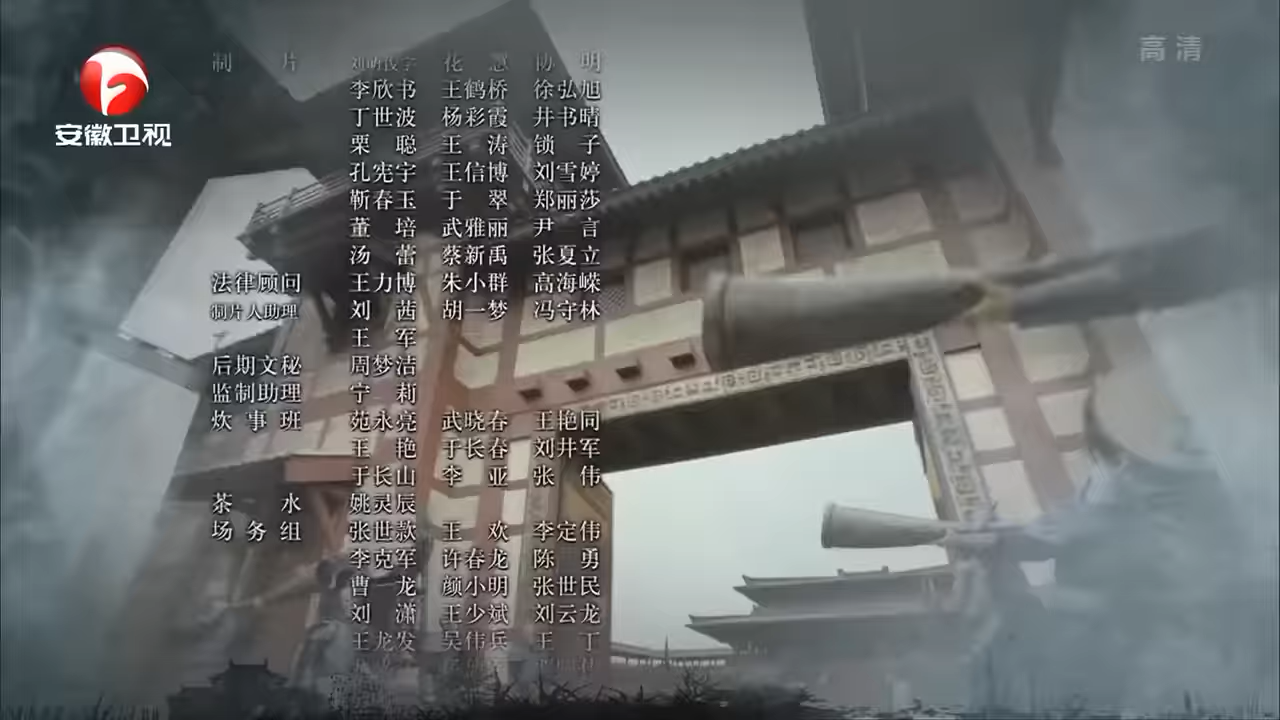 高清
安徽卫视
制 片
李欣书 王鹤桥 徐弘旭
丁世波 杨彩霞 井书晴
栗 聪 王 涛 锁 子
孔宪宇 王信博 刘雪婷
靳春玉 于 翠 郑丽莎
董 培 武雅丽 尹 言
汤 蕾 蔡新禹 张夏立
法律顾问 王力博 朱小群 高海嵘
制片人助理 刘 茜 胡一梦 冯守林
王 军
后期文秘 周梦洁
监制助理 宁 莉
炊事班 苑永亮 武晓春 王艳同
王 艳 于长春 刘井军
于长山 李 亚 张 伟
茶 水 姚灵辰
场务组 张世款 王 欢 李定伟
李克军 许春龙 陈 勇
曹 龙 颜小明 张世民
刘 潇 王少斌 刘云龙
王龙发 吴伟兵 王 丁